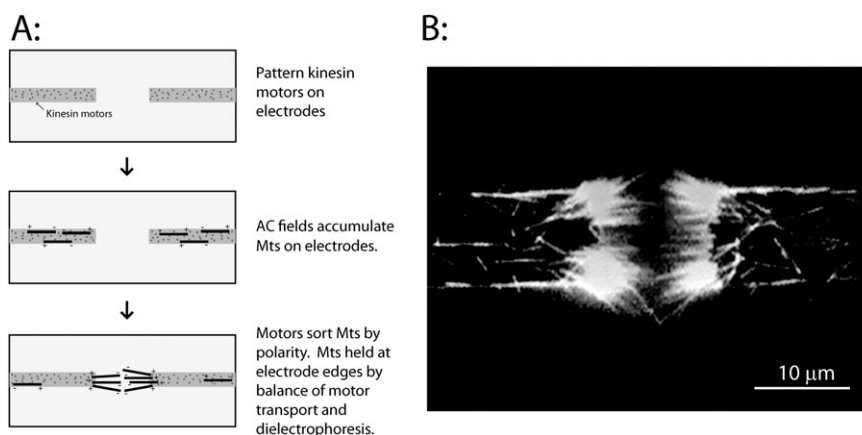 A:
Pattern kinesin
motors on
electrodes
Kinesin motors
AC fields accumulate
Mts on electrodes.
Motors sort Mts by
polarity. Mts held at
electrode edges by
balance of motor
transport and
dielectrophoresis.
B:
10 μm